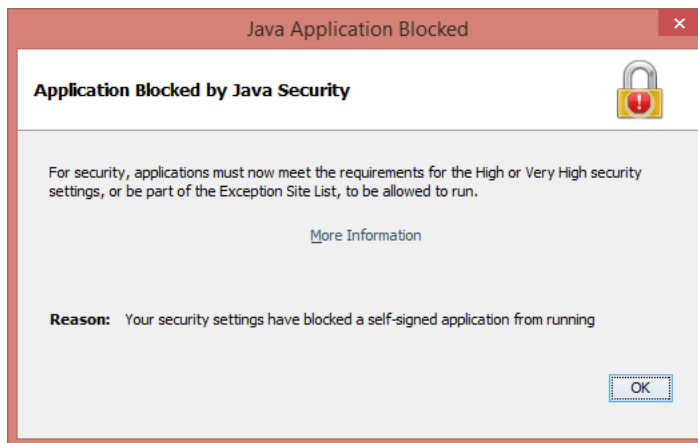 Java Application Blocked
Application Blocked by Java Security
For security, applications must now meet the requirements for the High or Very High security
settings, or be part of the Exception Site List, to be allowed to run.
More Information
Reason: Your security settings have blocked a self-signed application from running
OK